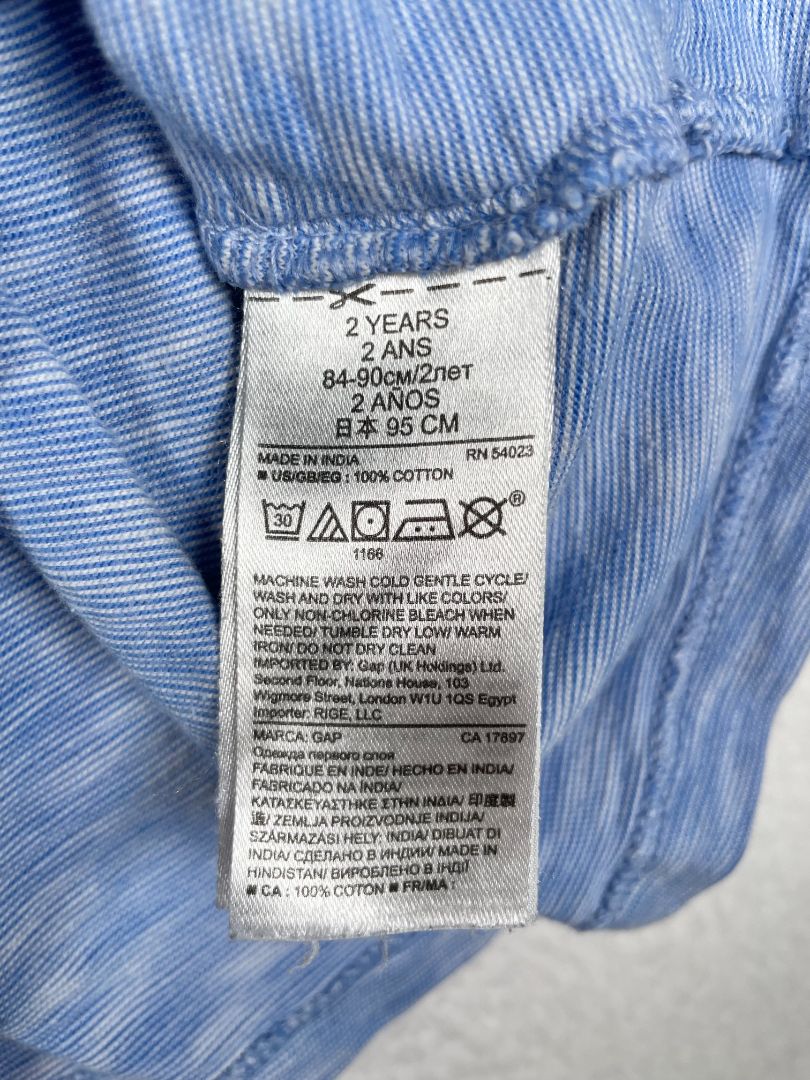 2 YEARS
2 ANS
84-90см/2лет
2 AÑOS
日本 95 CM
MADE IN INDIA RN 54023
■ US/GB/EG : 100% COTTON
30 ®
1166
MACHINE WASH COLD GENTLE CYCLE/
WASH AND DRY WITH LIKE COLORS/
ONLY NON-CHLORINE BLEACH WHEN
NEEDED/ TUMBLE DRY LOW/ WARM
IRON/ DO NOT DRY CLEAN
IMPORTED BY: Gap (UK Holdings) Ltd.
Second Floor, Nations House, 103
Wigmore Street, London W1U 1QS Egypt
Importer: RIGE, LLC
MARCA: GAP CA 17897
Одежда первого слоя
FABRIQUE EN INDE/ HECHO EN INDIA/
FABRICADO NA ÍNDIA/
ΚΑΤΑΣΚΕΥΑΣΤΗΚΕ ΣΤΗΝ ΙΝΔΙΑ/ 印度製
造/ ZEMLJA PROIZVODNJE INDIJA/
SZÁRMAZÁSI HELY: INDIA/ DIBUAT DI
INDIA/ СДЕЛАНО В ИНДИИ/ MADE IN
HINDISTAN/ ВИРОБЛЕНО В ІНДІЇ
■ CA : 100% COTON ■ FR/MA :